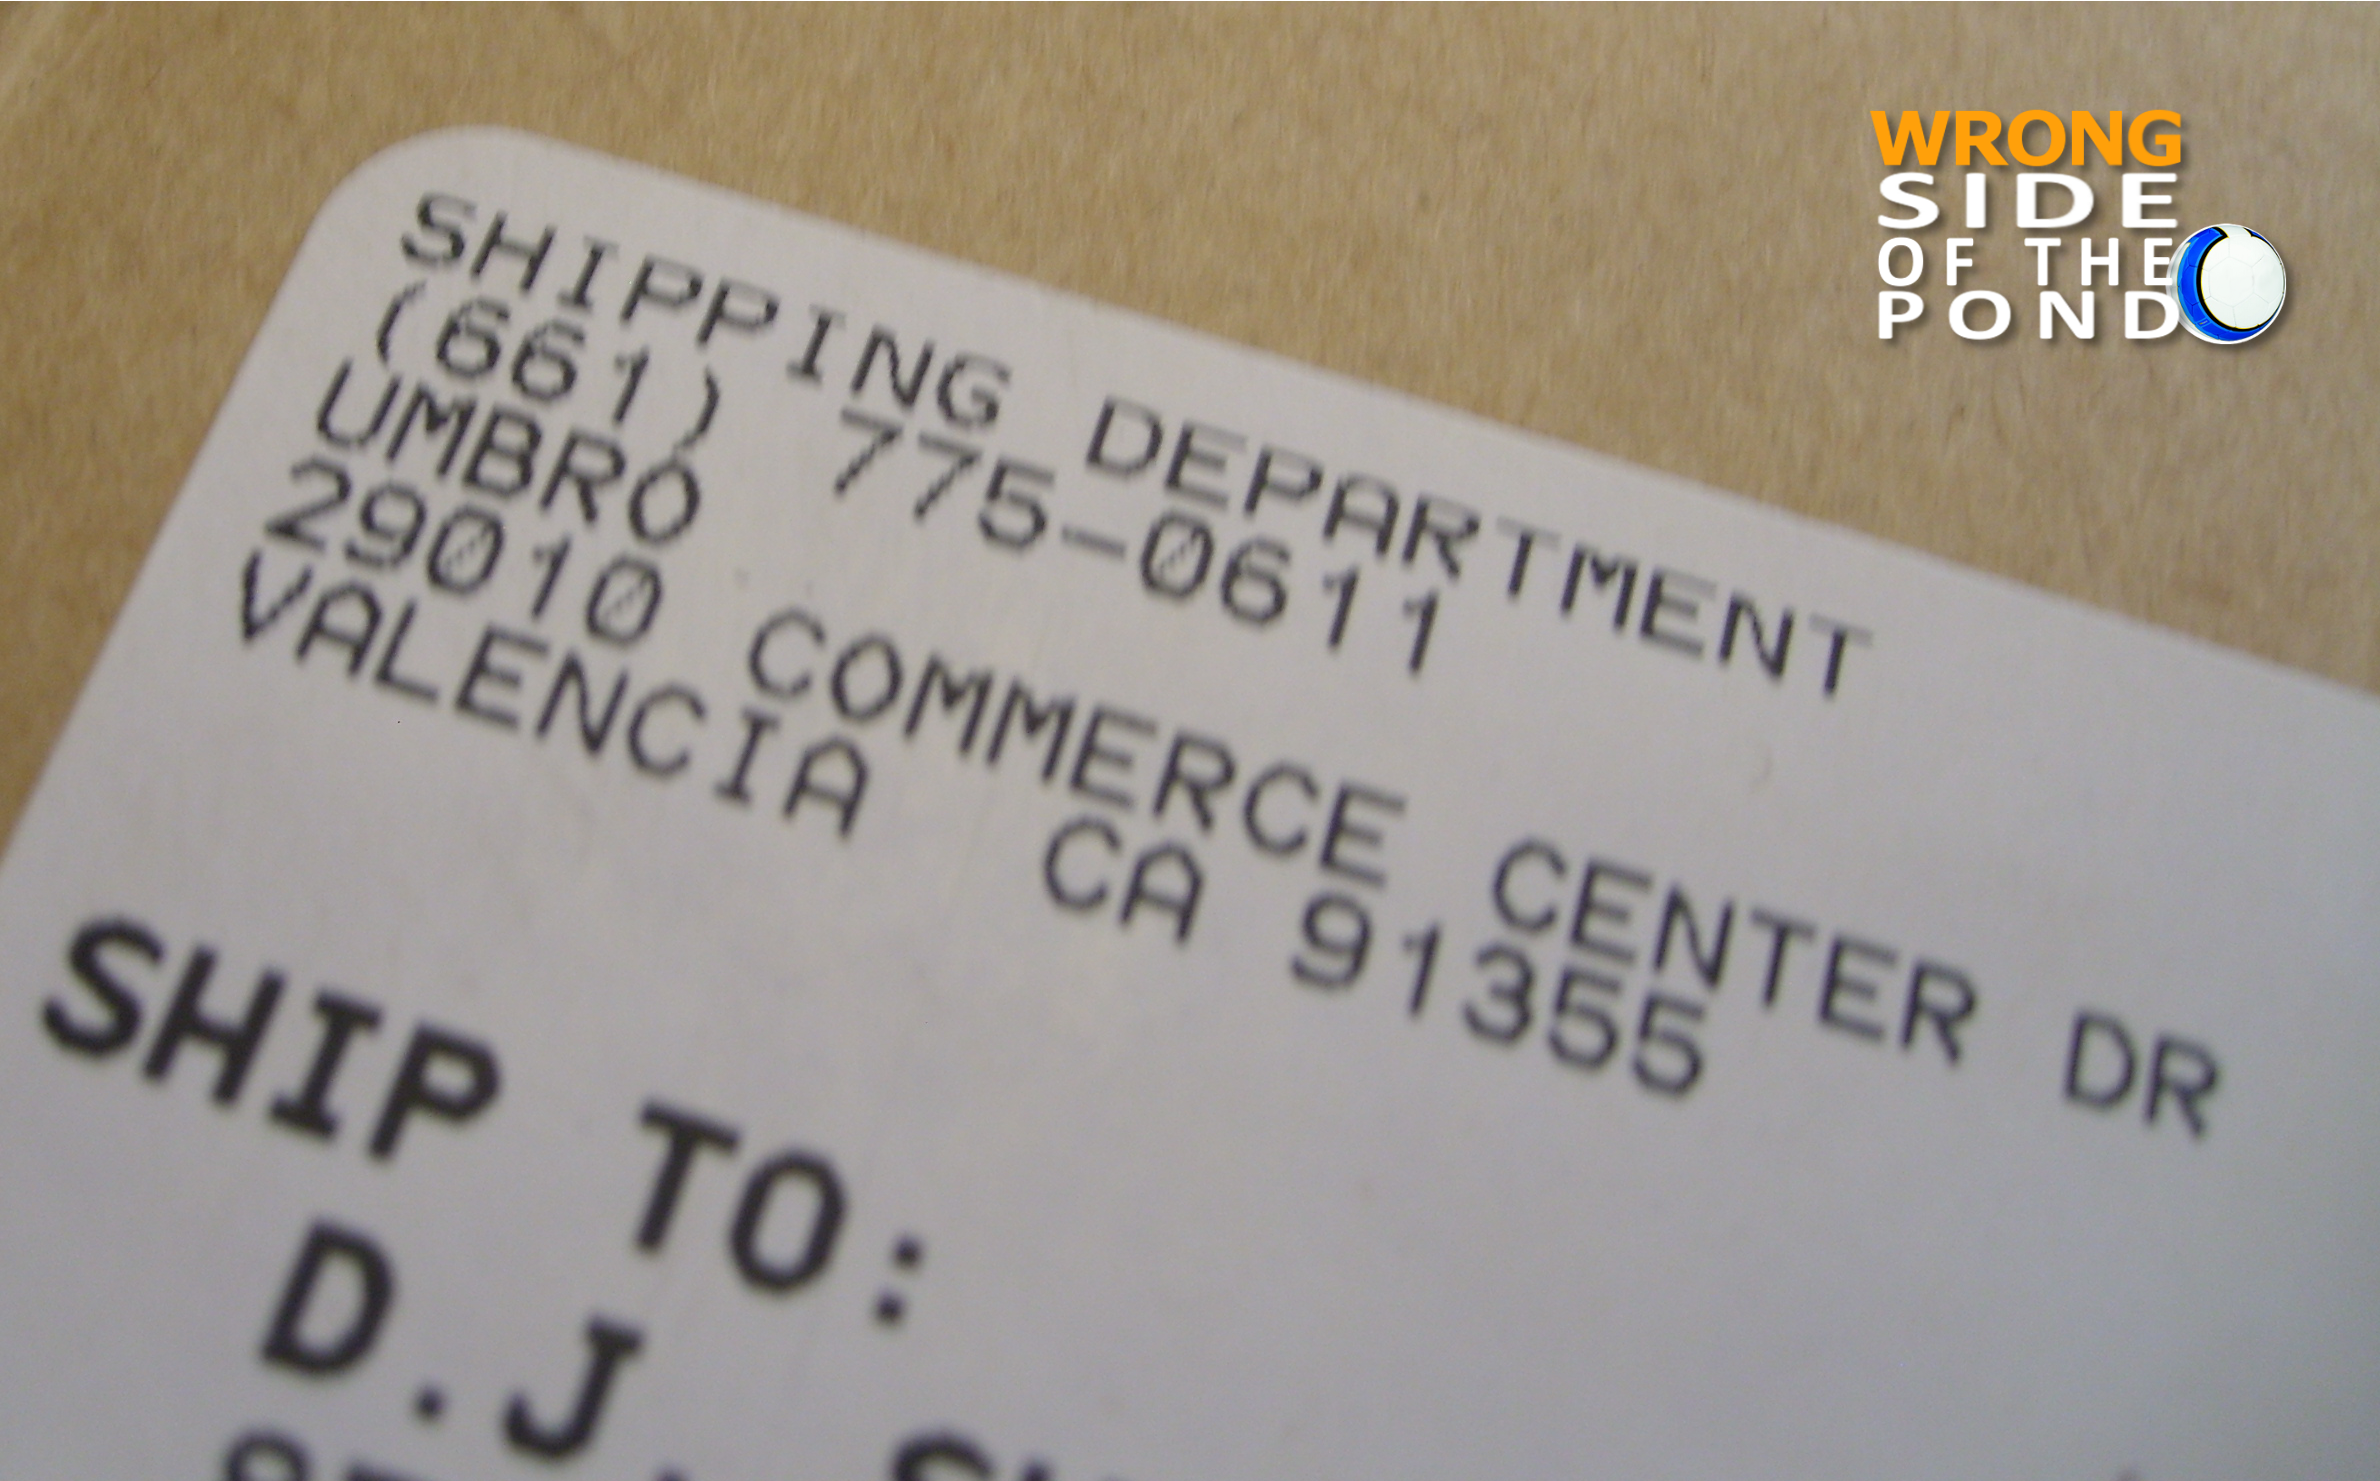 SHIPPING DEPARTMENT
(661) 775-0611
UMBRO
29010 COMMERCE CENTER DR
VALENCIA CA 91355
SHIP TO:
D.J.
WRONG
SIDE
OF THE
POND